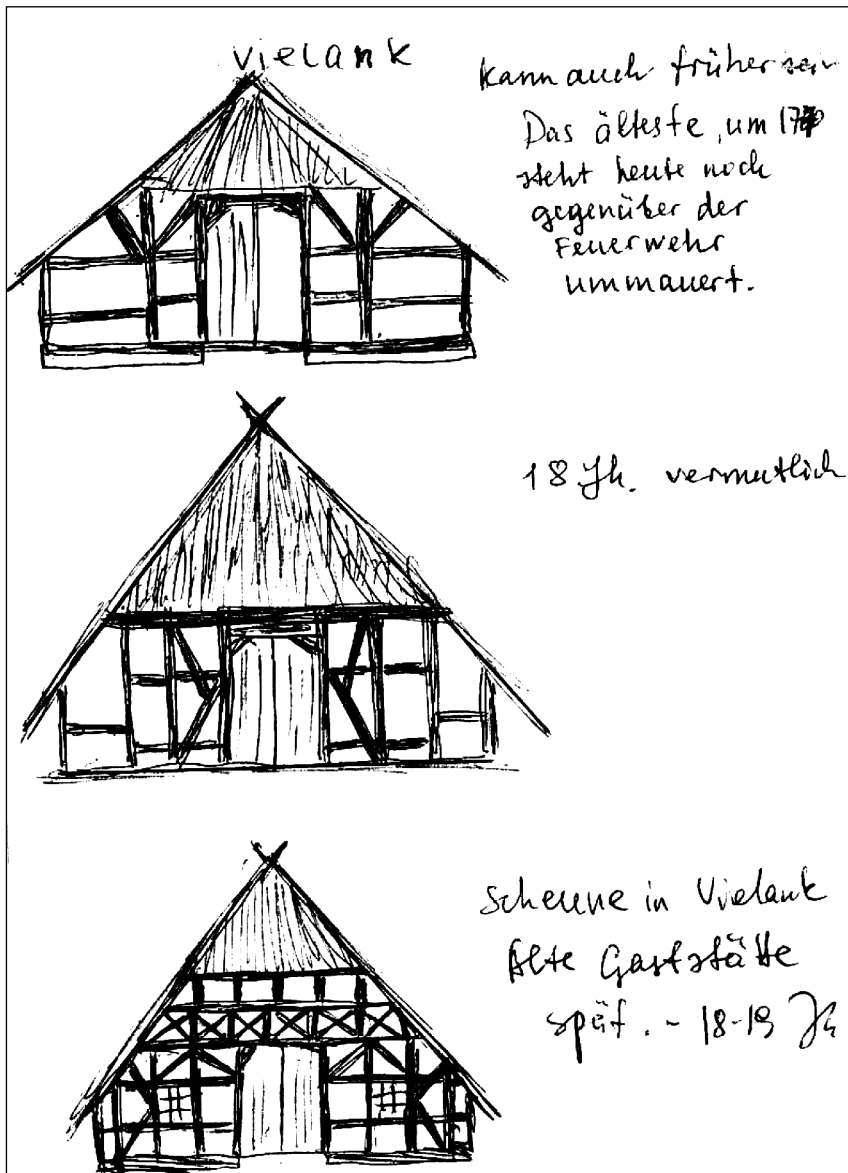 Vielank
kann auch früher sein
Das älteste, um
steht heute noch
gegenüber der
Feuerwehr
ummauert.
18 Jh. vermutlich
Scheune in Vielank
Alte Gaststätte
spät. - 18-19 Jh